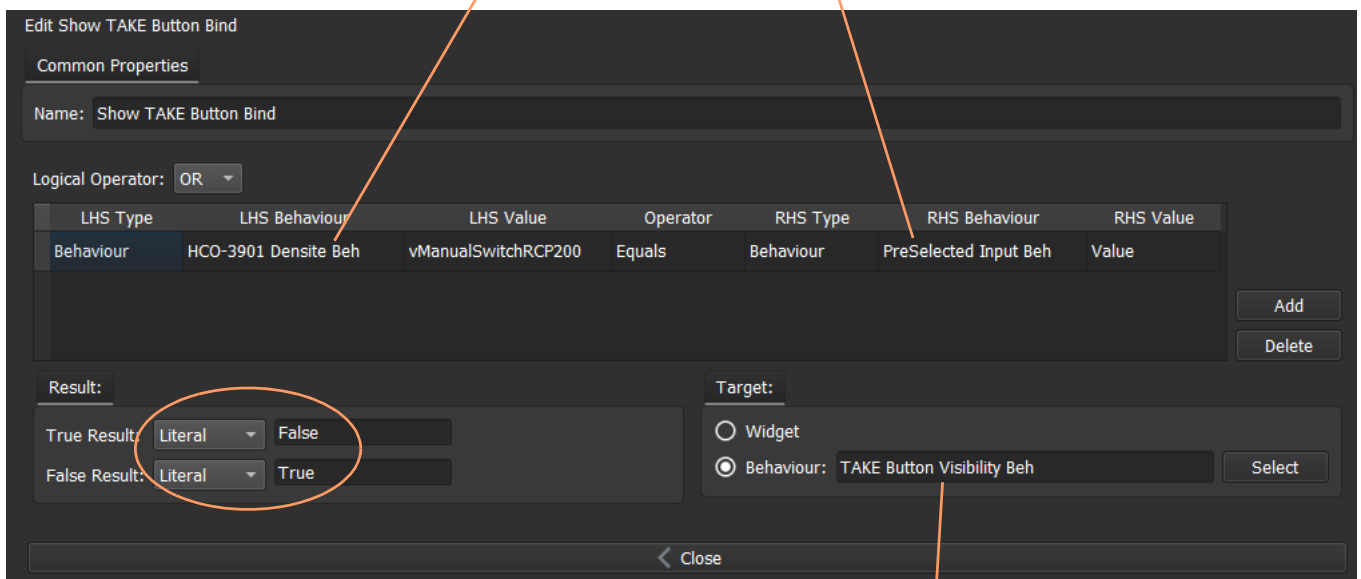 Edit Show TAKE Button Bind
Common Properties
Name: Show TAKE Button Bind
Logical Operator: OR
LHS Type LHS Behaviour LHS Value Operator RHS Type RHS Behaviour RHS Value
Behaviour HCO-3901 Densite Beh vManualSwitchRCP200 Equals Behaviour PreSelected Input Beh Value
Add
Delete
Result: Target:
True Result: Literal False Widget
False Result: Literal True Behaviour: TAKE Button Visibility Beh Select
Close